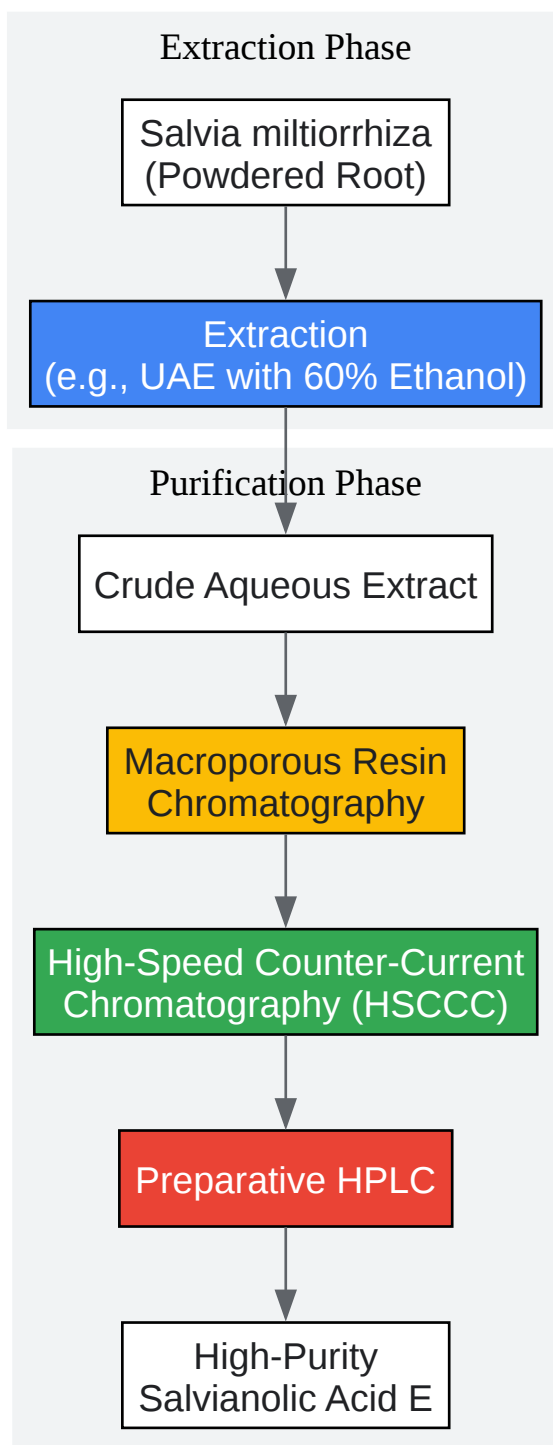 Extraction Phase
Salvia miltiorrhiza
(Powdered Root)
Extraction
(e.g., UAE with 60% Ethanol)
Purification Phase
Crude Aqueous Extract
Macroporous Resin
Chromatography
High-Speed Counter-Current
Chromatography (HSCCC)
Preparative HPLC
High-Purity
Salvianolic Acid E